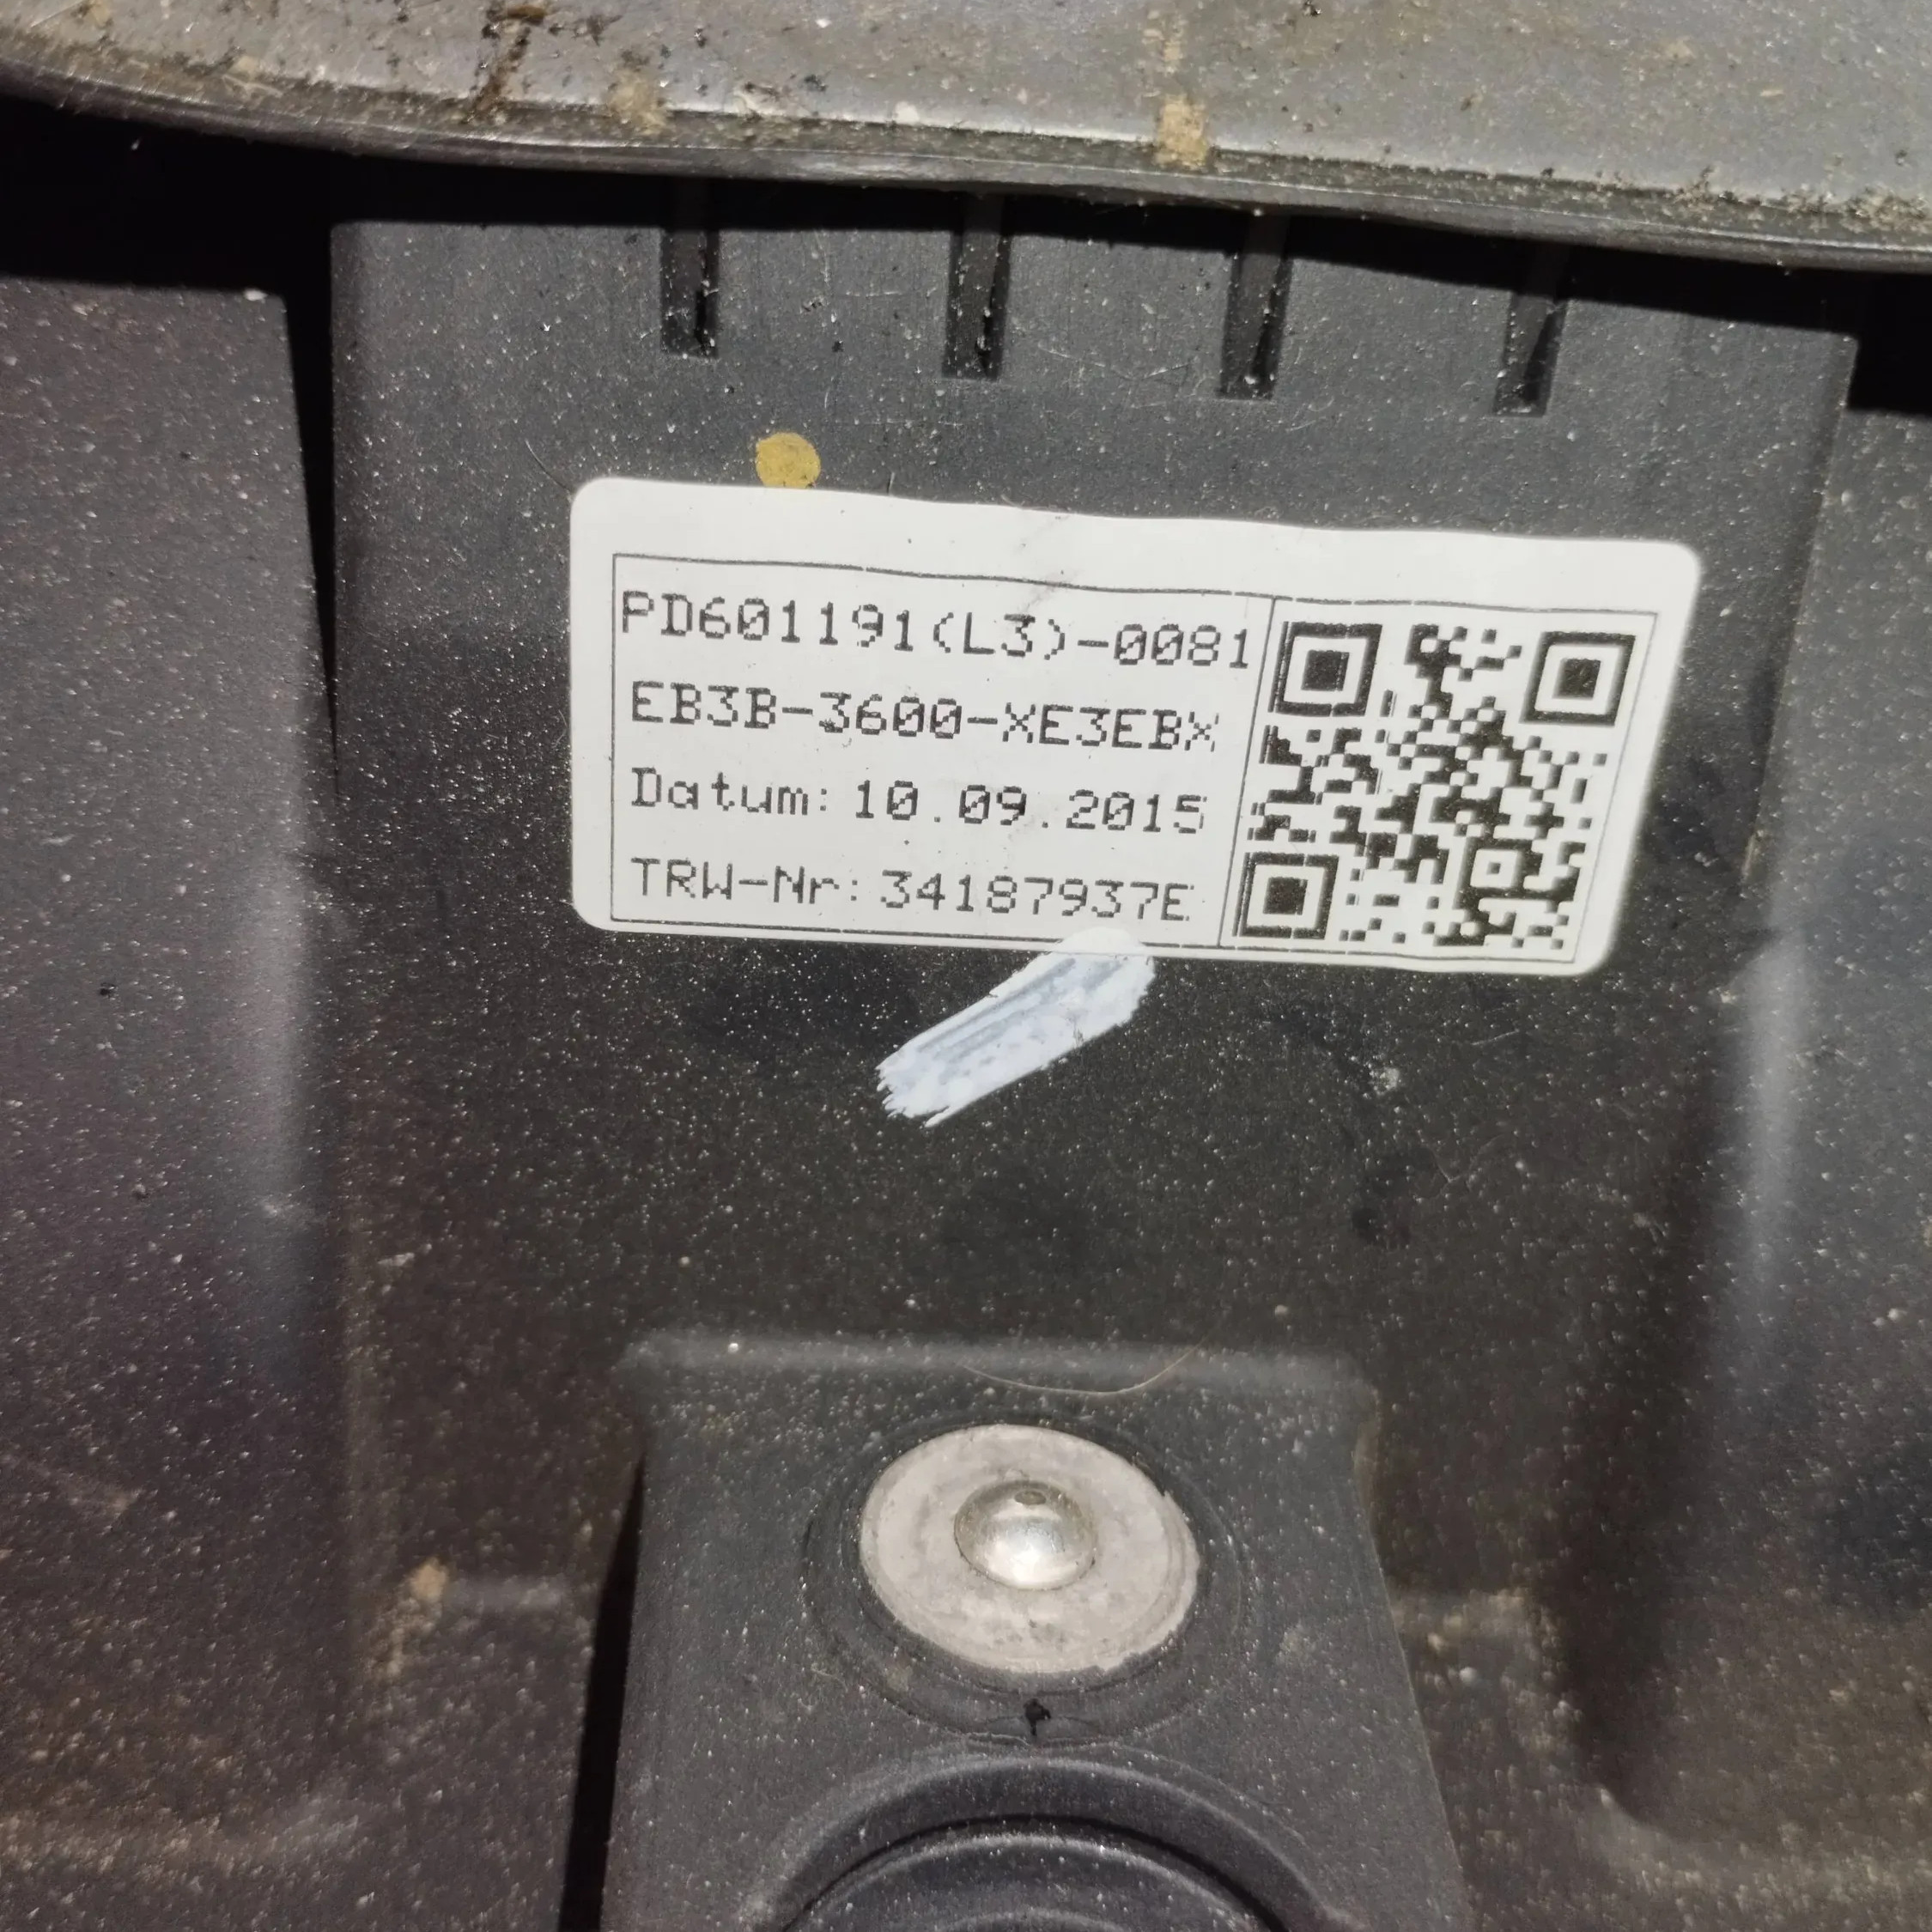 PD601191(L3)-0081
EB3B-3600-XE3EBX
Datum: 10.09.2015
TRW-Nr: 34187937E